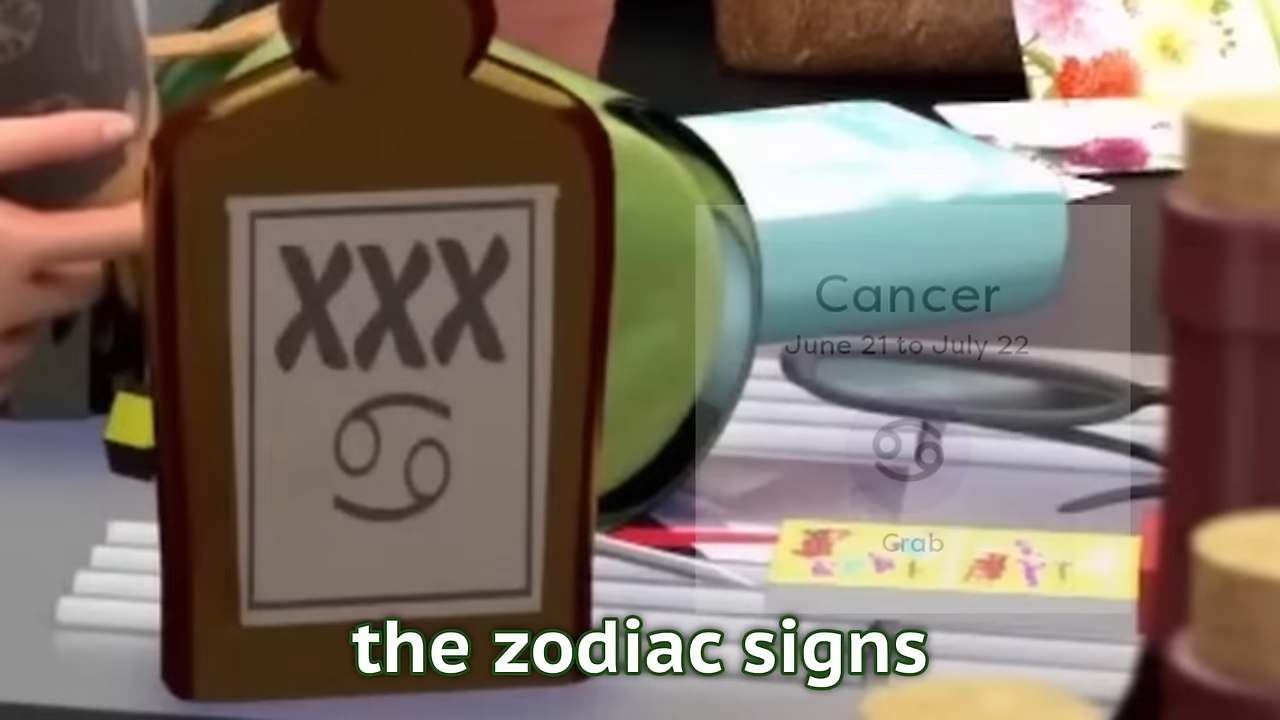 XXX
♋
Cancer
June 21 to July 22
♋
Grab
the zodiac signs